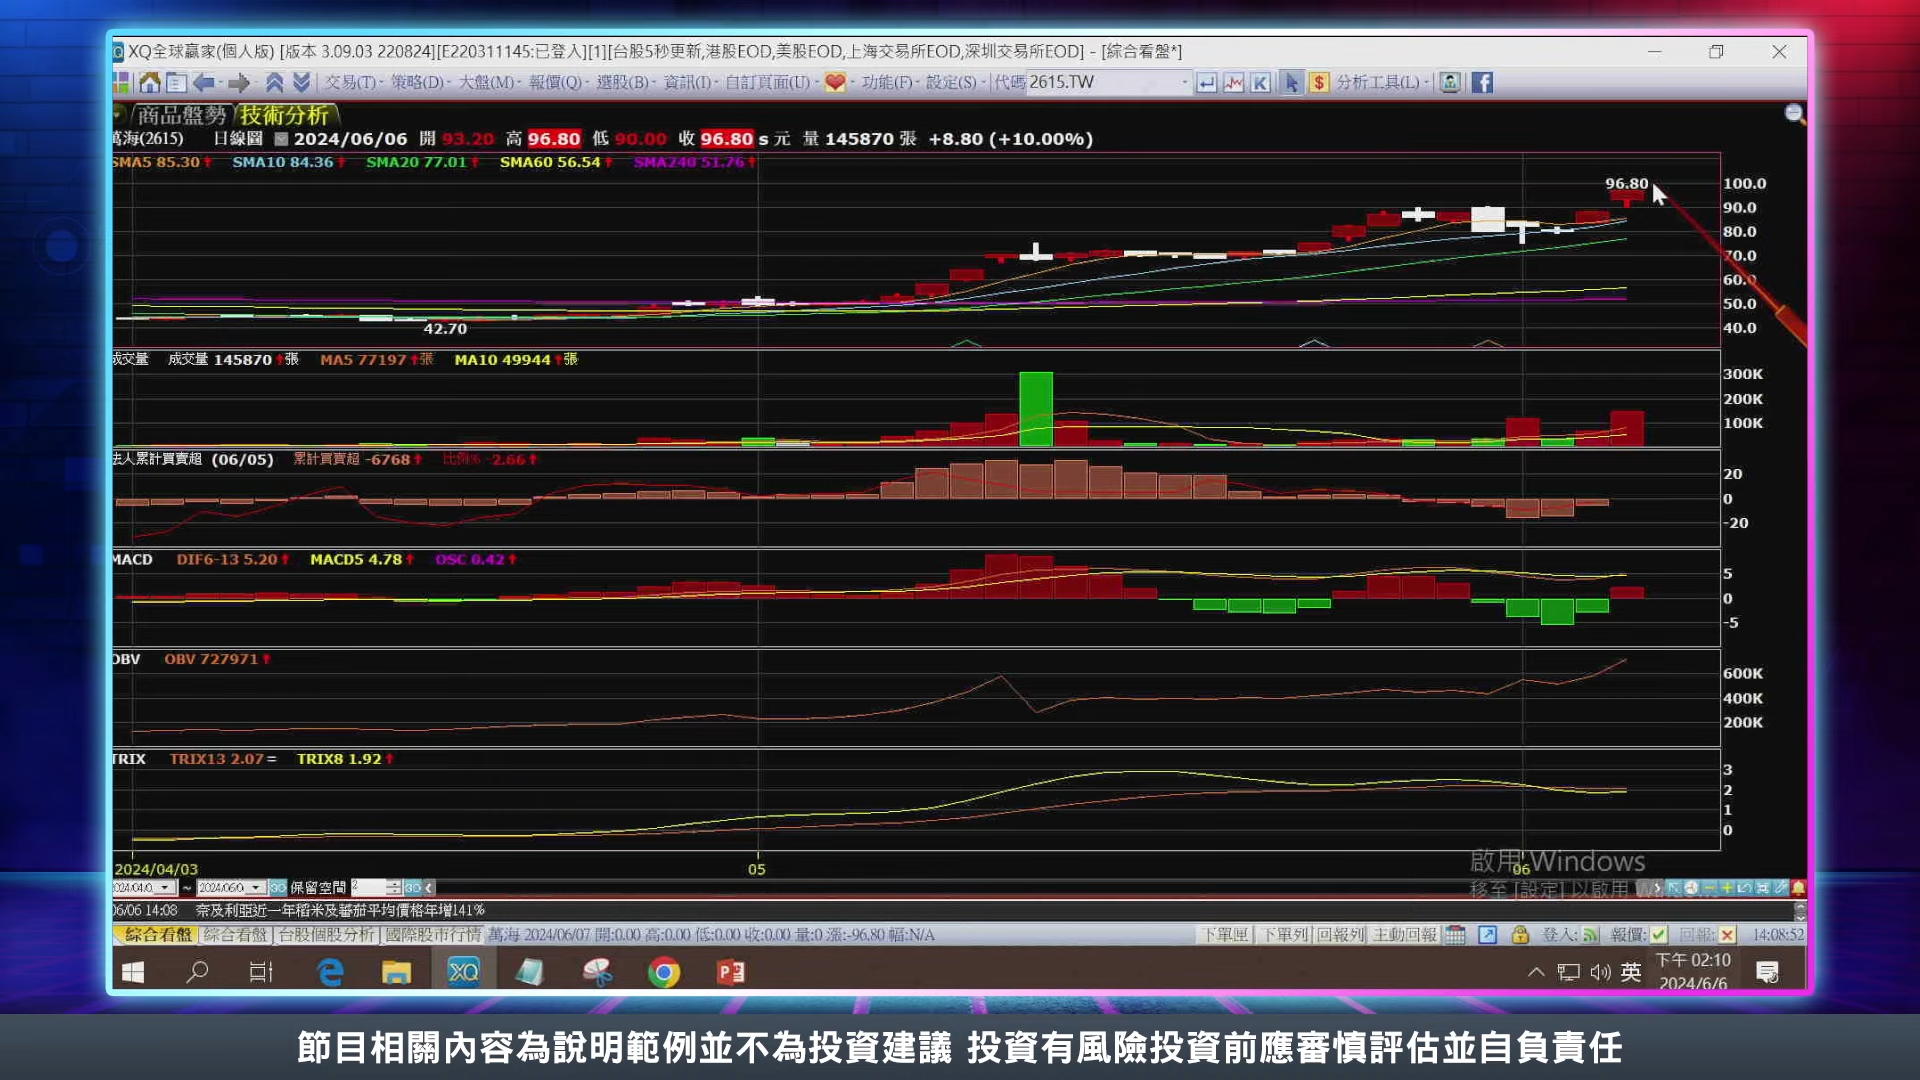 XQ全球贏家(個人版) [版本 3.09.03 220824][E220311145:已登入][1][台股5秒更新,港股EOD,美股EOD,上海交易所EOD,深圳交易所EOD] - [綜合看盤*]
交易(T) 策略(D) 大盤(M) 報價(Q) 選股(B) 資訊(I) 自訂頁面(U) 功能(F) 設定(S) 代碼 2615.TW 分析工具(L)
商品盤勢 技術分析
萬海(2615) 日線圖 2024/06/06 開 93.20 高 96.80 低 90.00 收 96.80 s 元 量 145870 張 +8.80 (+10.00%)
SMA5 85.30 SMA10 84.36 SMA20 77.01 SMA60 56.54 SMA240 51.76
96.80
42.70
100.0
90.0
80.0
70.0
60.0
50.0
40.0
成交量 成交量 145870 張 MA5 77197 張 MA10 49944 張
300K
200K
100K
法人累計買賣超 (06/05) 累計買賣超 -6768 比例% -2.66
20
0
-20
MACD DIF6-13 5.20 MACD5 4.78 OSC 0.42
5
0
-5
OBV OBV 727971
600K
400K
200K
TRIX TRIX13 2.07 = TRIX8 1.92
3
2
1
0
2024/04/03 05 06
啟用 Windows
移至 [設定] 以啟用
~ 保留空間 2
06/06 14:08 奈及利亞近一年稻米及蕃茄平均價格年增141%
綜合看盤 綜合看盤 台股個股分析 國際股市行情 萬海 2024/06/07 開:0.00 高:0.00 低:0.00 收:0.00 量:0 漲:-96.80 幅:N/A 下單匣 下單列 回報列 主動回報 登入: 報價: 回報: 14:08:52
英 下午 02:10
2024/6/6
節目相關內容為說明範例並不為投資建議 投資有風險投資前應審慎評估並自負責任